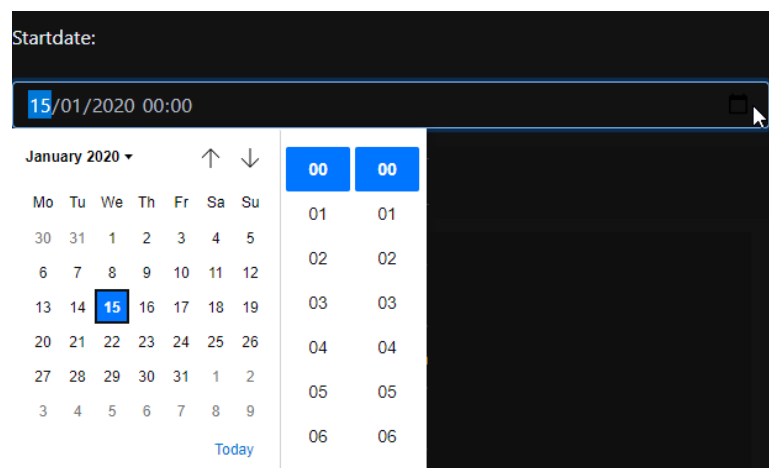 Startdate:
15/01/2020 00:00
January 2020
Mo Tu We Th Fr Sa Su
30 31 1 2 3 4 5
6 7 8 9 10 11 12
13 14 15 16 17 18 19
20 21 22 23 24 25 26
27 28 29 30 31 1 2
3 4 5 6 7 8 9
Today
00 00
01 01
02 02
03 03
04 04
05 05
06 06